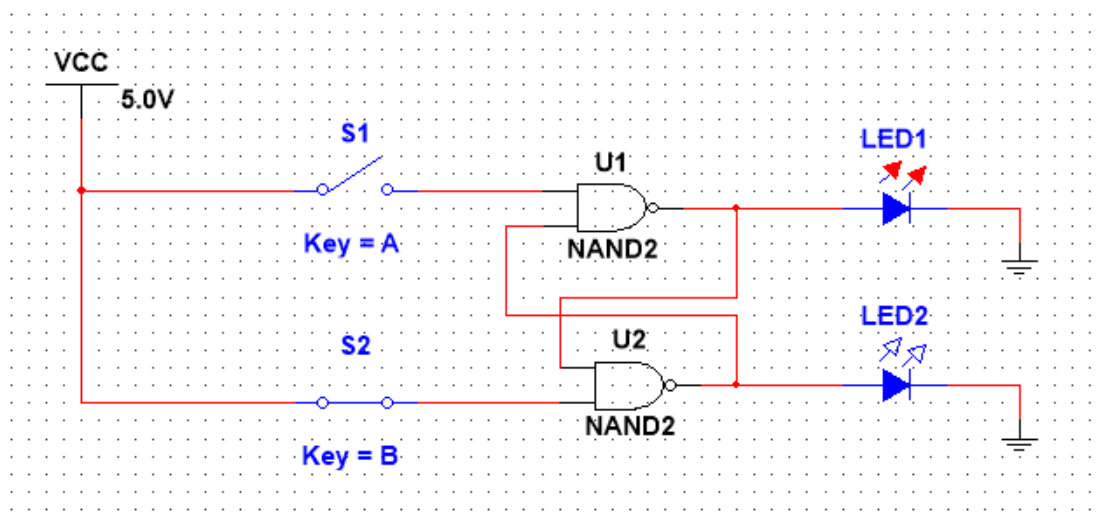 VCC
5.0V
S1
Key = A
U1
NAND2
LED1
S2
Key = B
U2
NAND2
LED2